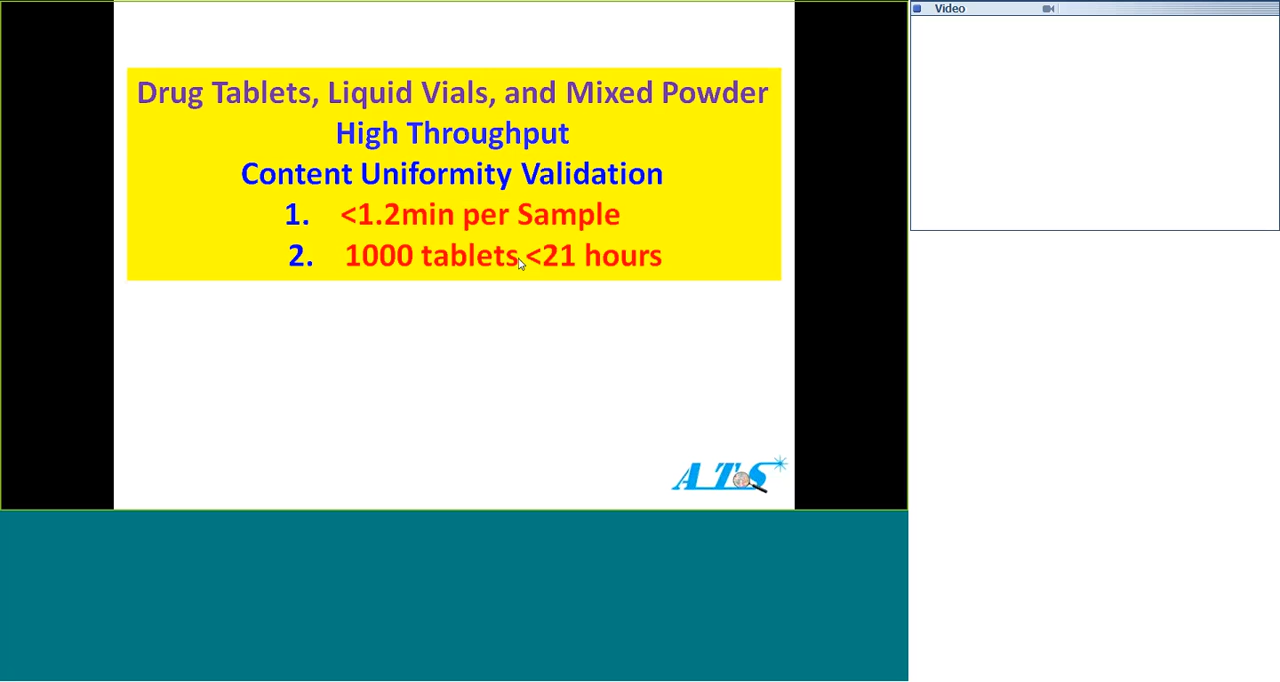 Video
Drug Tablets, Liquid Vials, and Mixed Powder
High Throughput
Content Uniformity Validation
1. <1.2min per Sample
2. 1000 tablets <21 hours
ATS